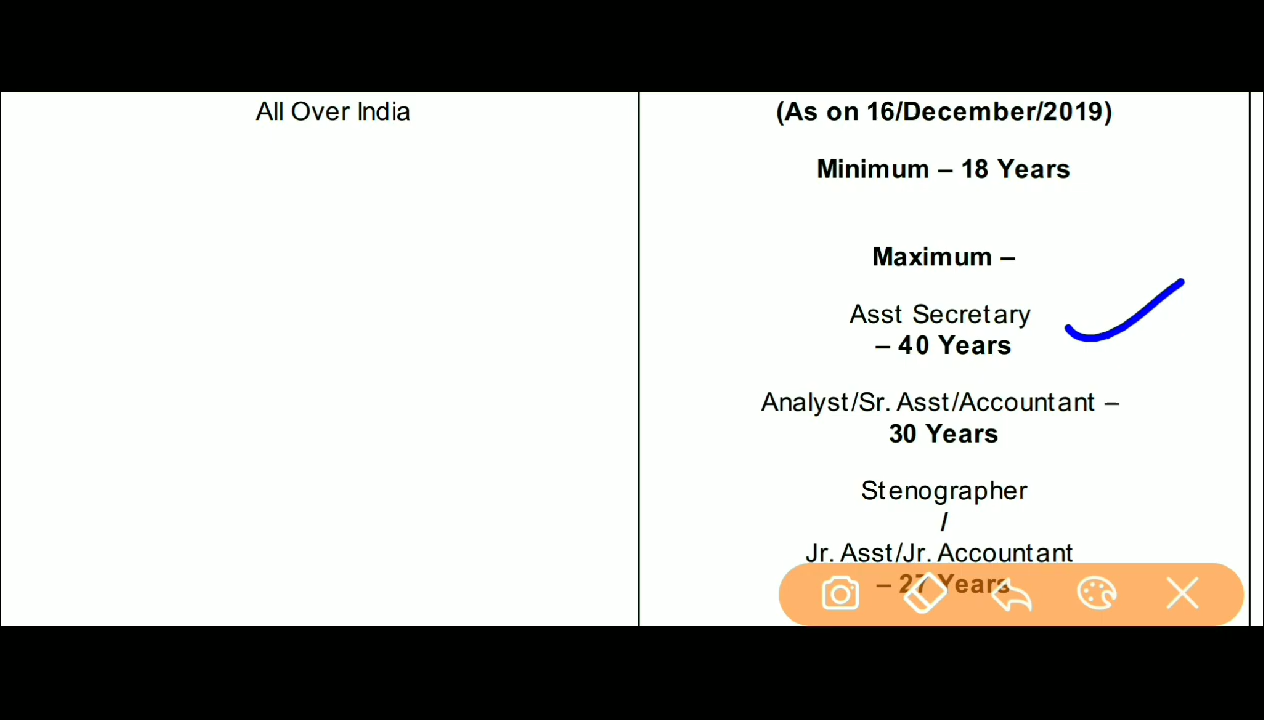 All Over India
(As on 16/December/2019)
Minimum – 18 Years
Maximum –
Asst Secretary
– 40 Years
Analyst/Sr. Asst/Accountant –
30 Years
Stenographer
/
Jr. Asst/Jr. Accountant
– 27 Years